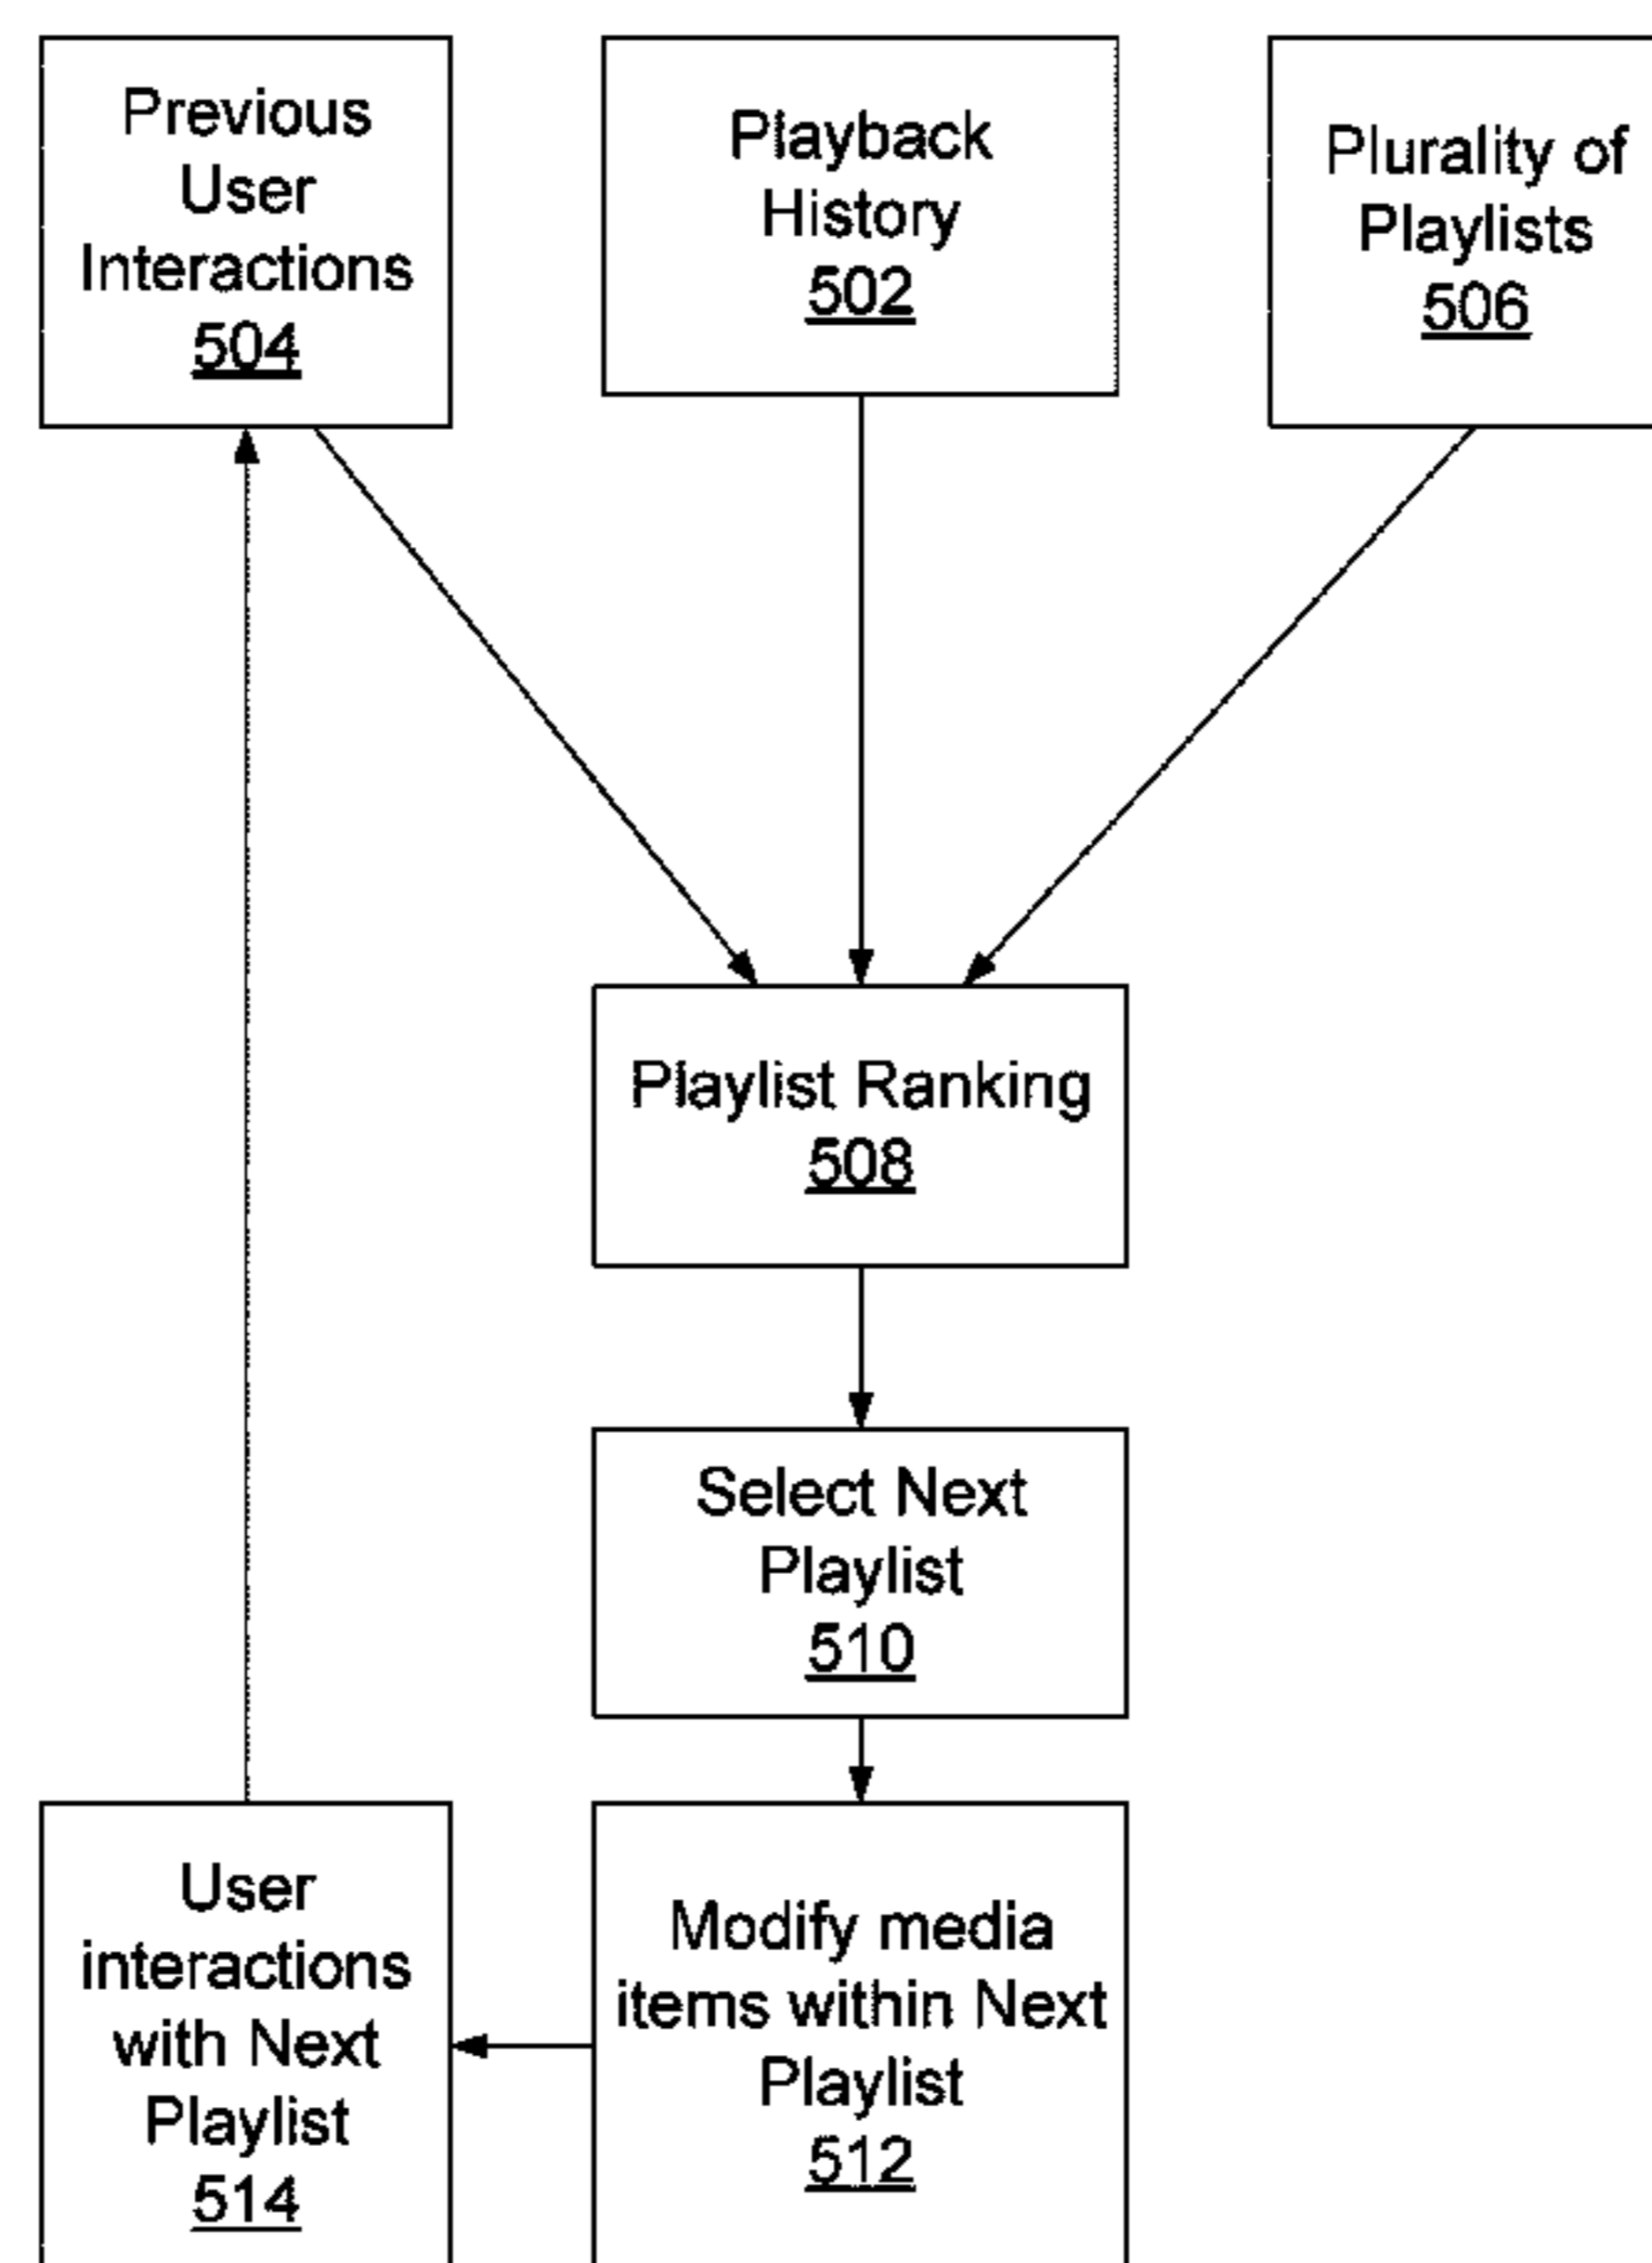 Previous
User
Interactions
504
Playback
History
502
Plurality of
Playlists
506
Playlist Ranking
508
Select Next
Playlist
510
User
interactions
with Next
Playlist
514
Modify media
items within Next
Playlist
512